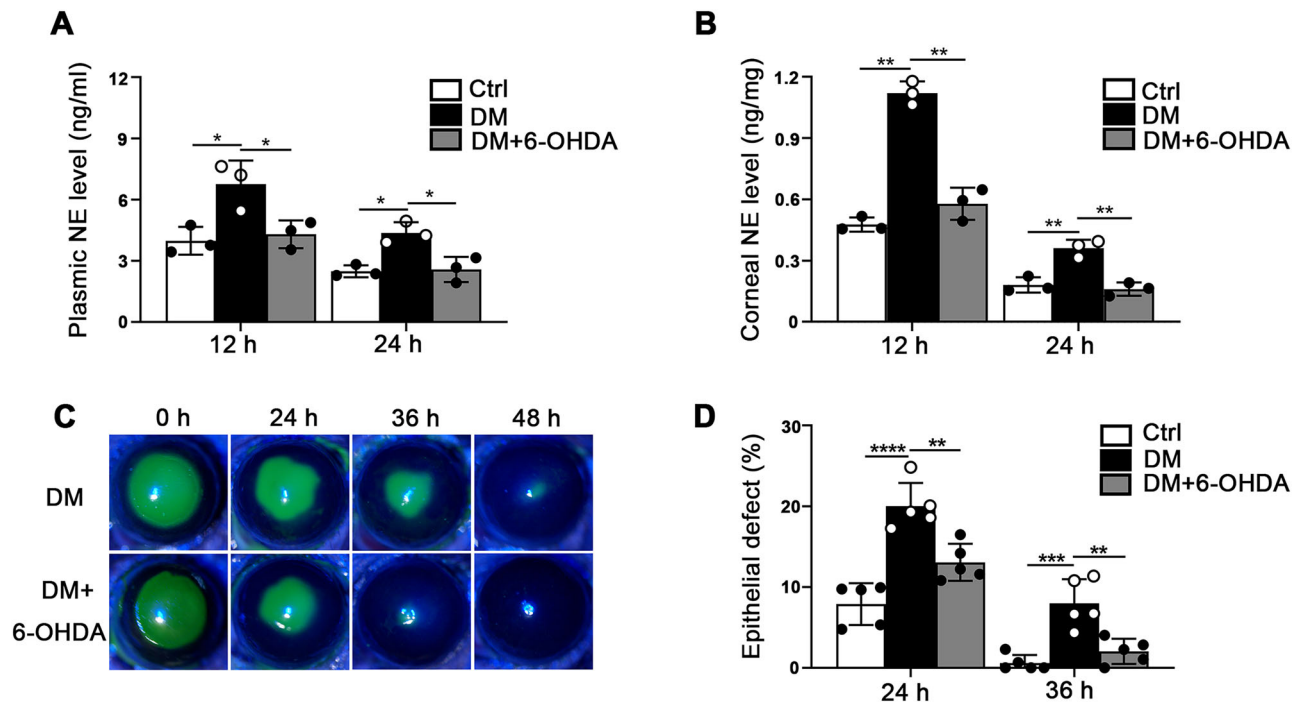 A
Plasmic NE level (ng/ml)
12
9
6
3
0
Ctrl
DM
DM+6-OHDA
*
*
*
*
12 h
24 h
B
Corneal NE level (ng/mg)
1.2
0.9
0.6
0.3
0
Ctrl
DM
DM+6-OHDA
**
**
**
**
12 h
24 h
C
0 h
24 h
36 h
48 h
DM
DM+
6-OHDA
D
Epithelial defect (%)
30
20
10
0
Ctrl
DM
DM+6-OHDA
****
**
***
**
24 h
36 h